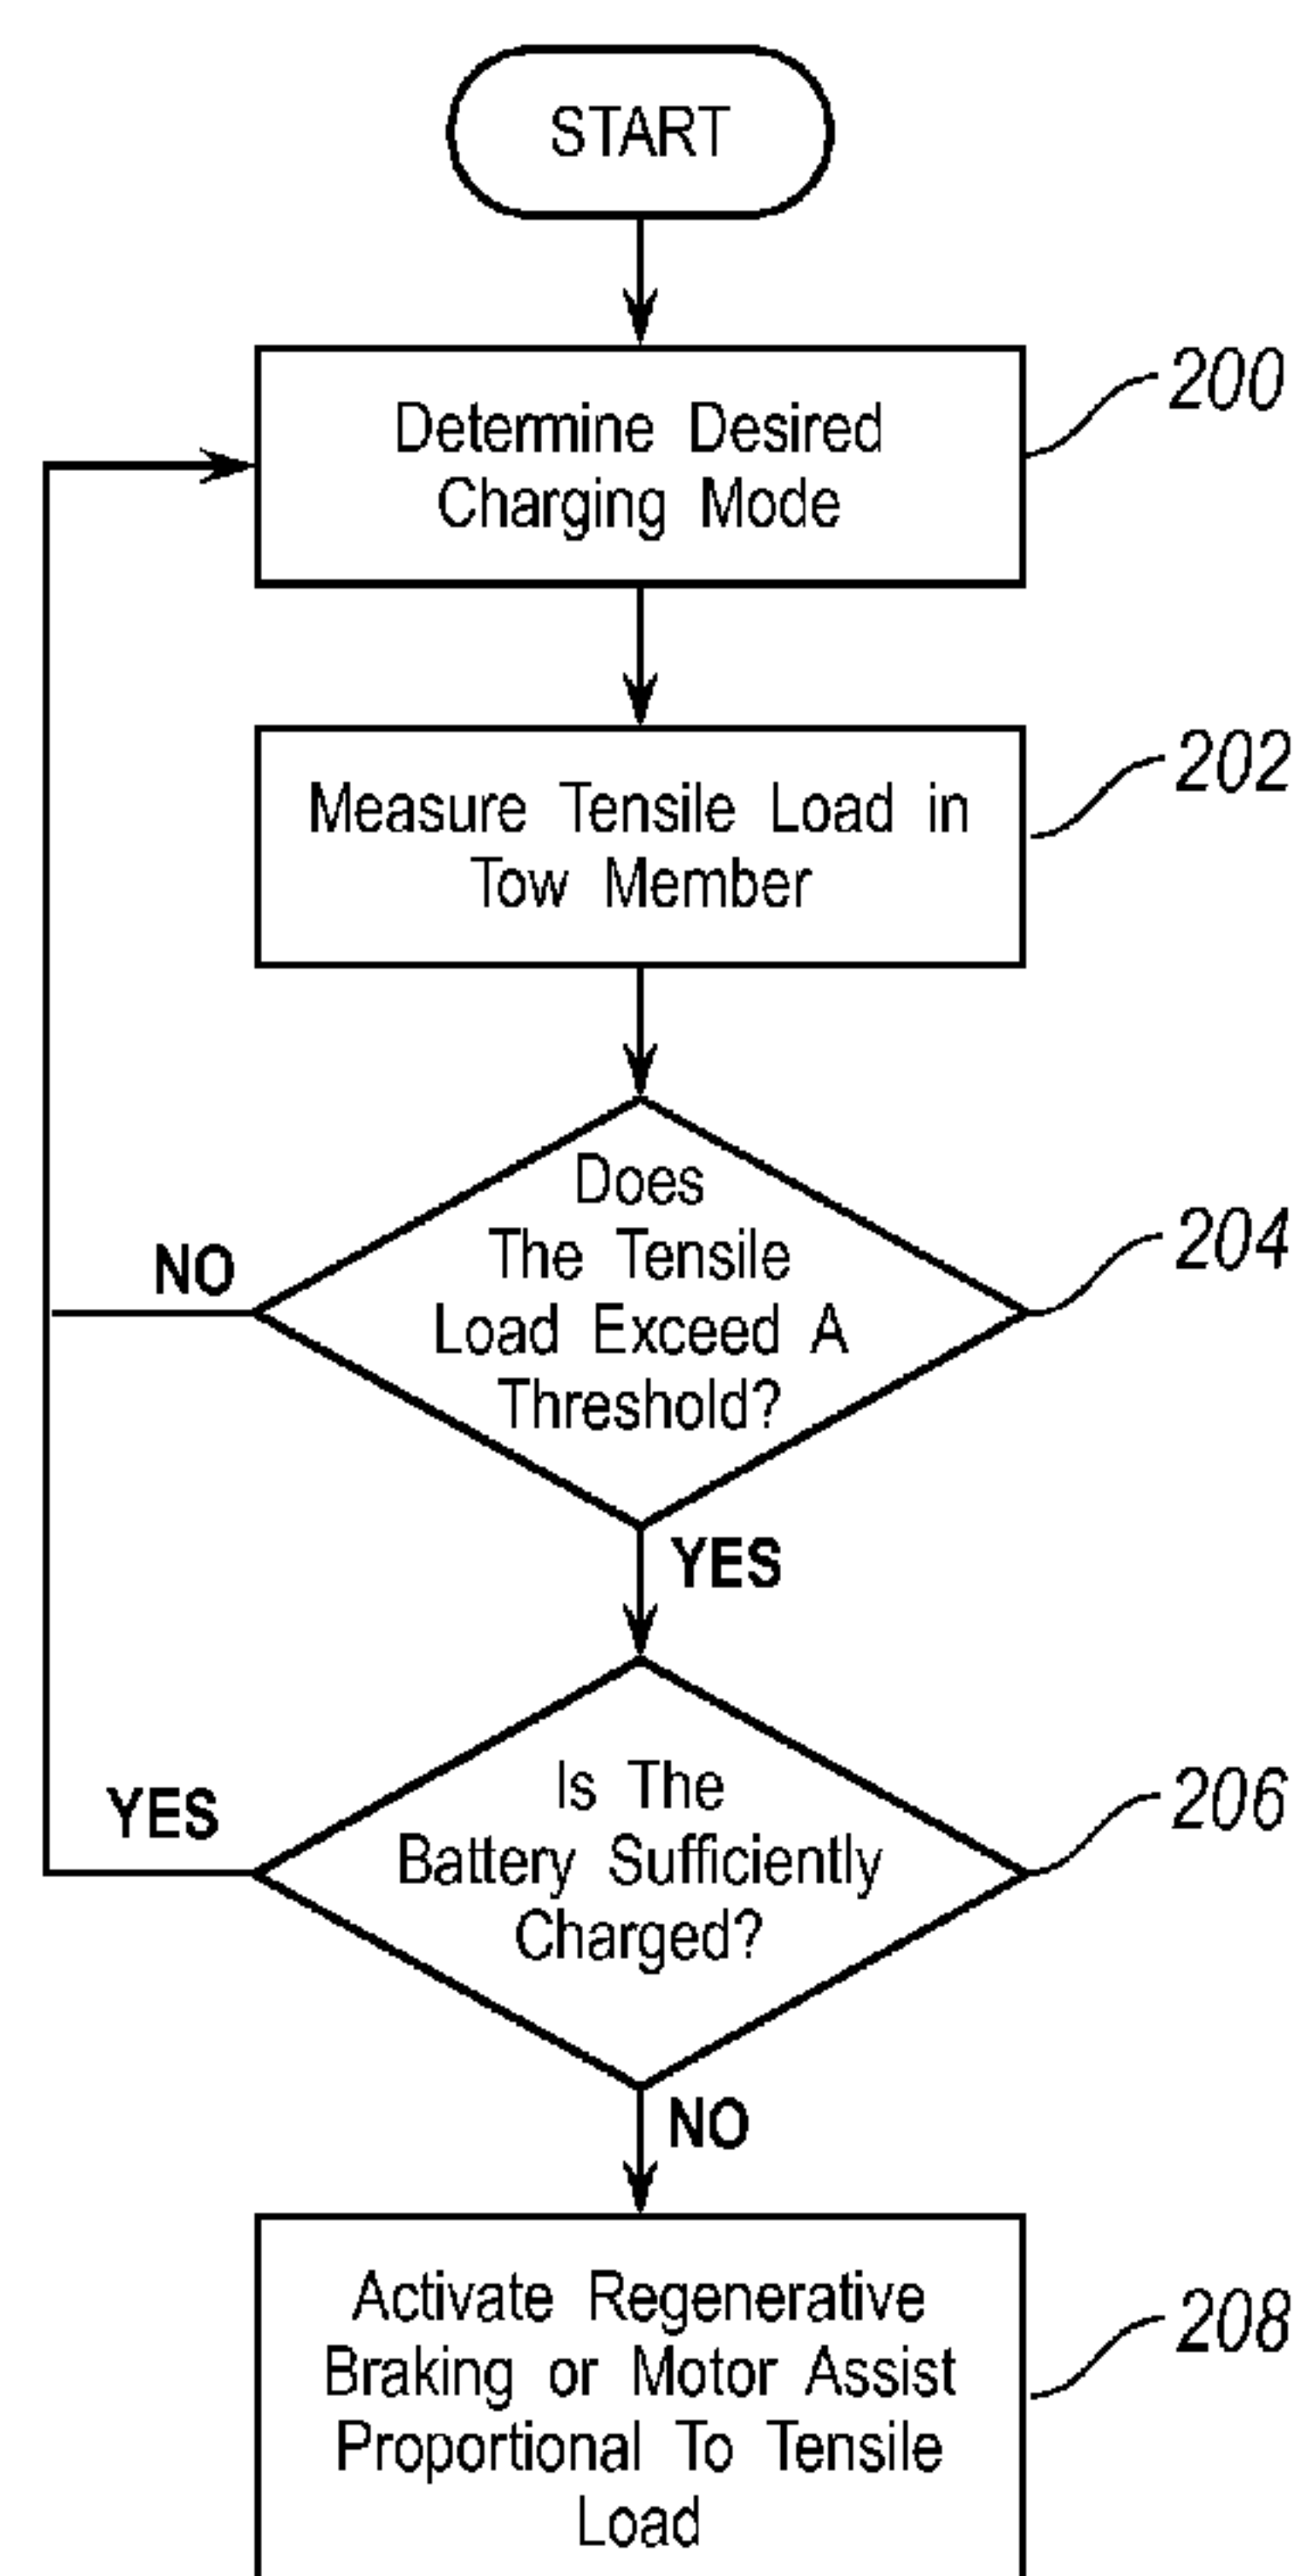 START
Determine Desired
Charging Mode
200
Measure Tensile Load in
Tow Member
202
Does
The Tensile
Load Exceed A
Threshold?
204
NO
YES
Is The
Battery Sufficiently
Charged?
206
YES
NO
Activate Regenerative
Braking or Motor Assist
Proportional To Tensile
Load
208